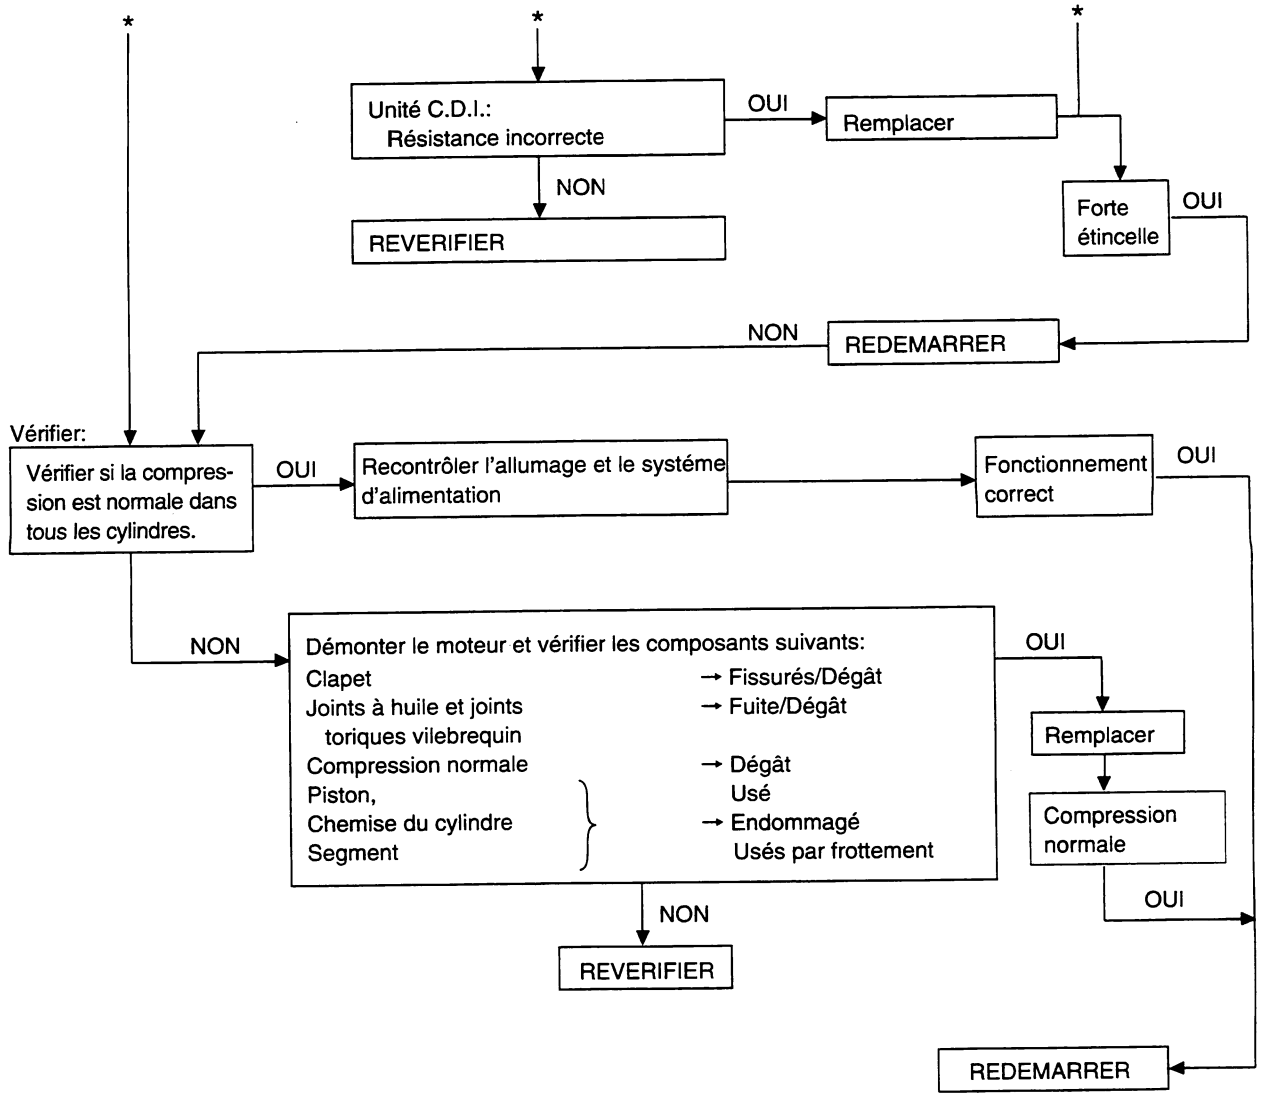 *
*
*
Unité C.D.I.:
Résistance incorrecte
OUI
Remplacer
NON
REVERIFIER
Forte
étincelle
OUI
NON
REDEMARRER
Vérifier:
Vérifier si la compres-
sion est normale dans
tous les cylindres.
OUI
Recontrôler l'allumage et le systéme
d'alimentation
Fonctionnement
correct
OUI
NON
Démonter le moteur et vérifier les composants suivants:
Clapet → Fissurés/Dégât
Joints à huile et joints → Fuite/Dégât
toriques vilebrequin
Compression normale → Dégât
Piston, Usé
Chemise du cylindre → Endommagé
Segment Usés par frottement
OUI
Remplacer
Compression
normale
OUI
NON
REVERIFIER
REDEMARRER